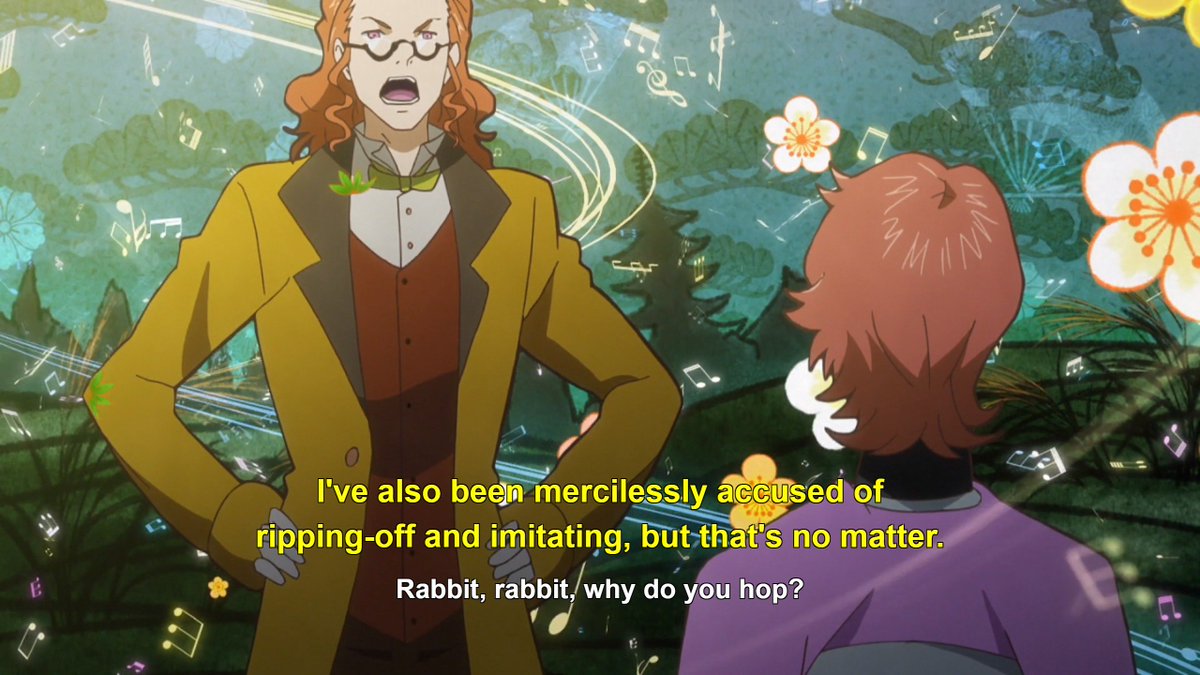 I've also been mercilessly accused of
ripping-off and imitating, but that's no matter.
Rabbit, rabbit, why do you hop?